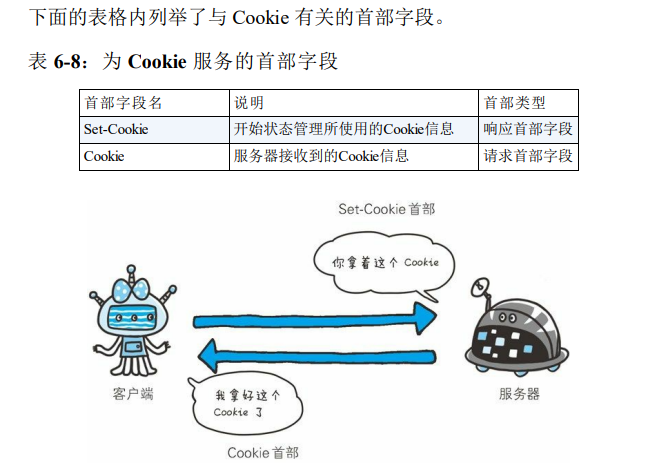 下面的表格内列举了与 Cookie 有关的首部字段。
表 6-8：为 Cookie 服务的首部字段
首部字段名 说明 首部类型
Set-Cookie 开始状态管理所使用的Cookie信息 响应首部字段
Cookie 服务器接收到的Cookie信息 请求首部字段
Set-Cookie 首部
你拿着这个 Cookie
客户端
服务器
我拿好这个
Cookie 了
Cookie 首部